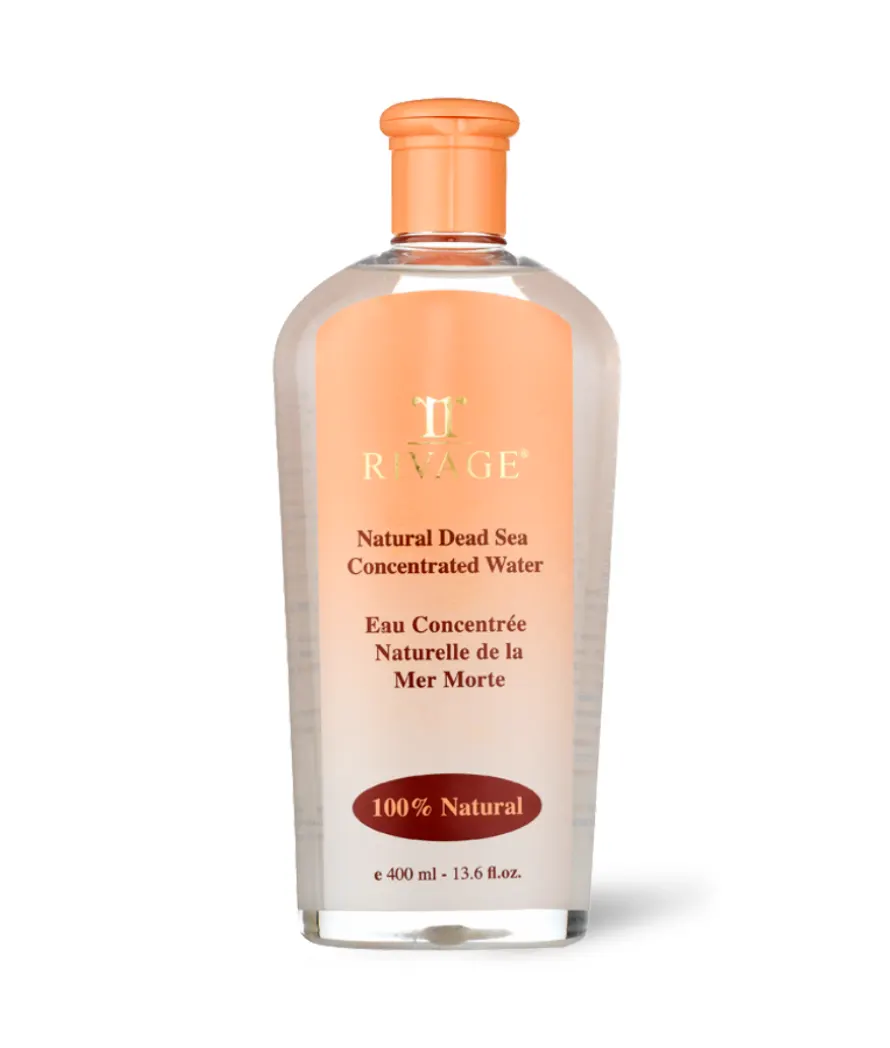 RIVAGE®
Natural Dead Sea
Concentrated Water
Eau Concentrée
Naturelle de la
Mer Morte
100% Natural
e 400 ml - 13.6 fl.oz.